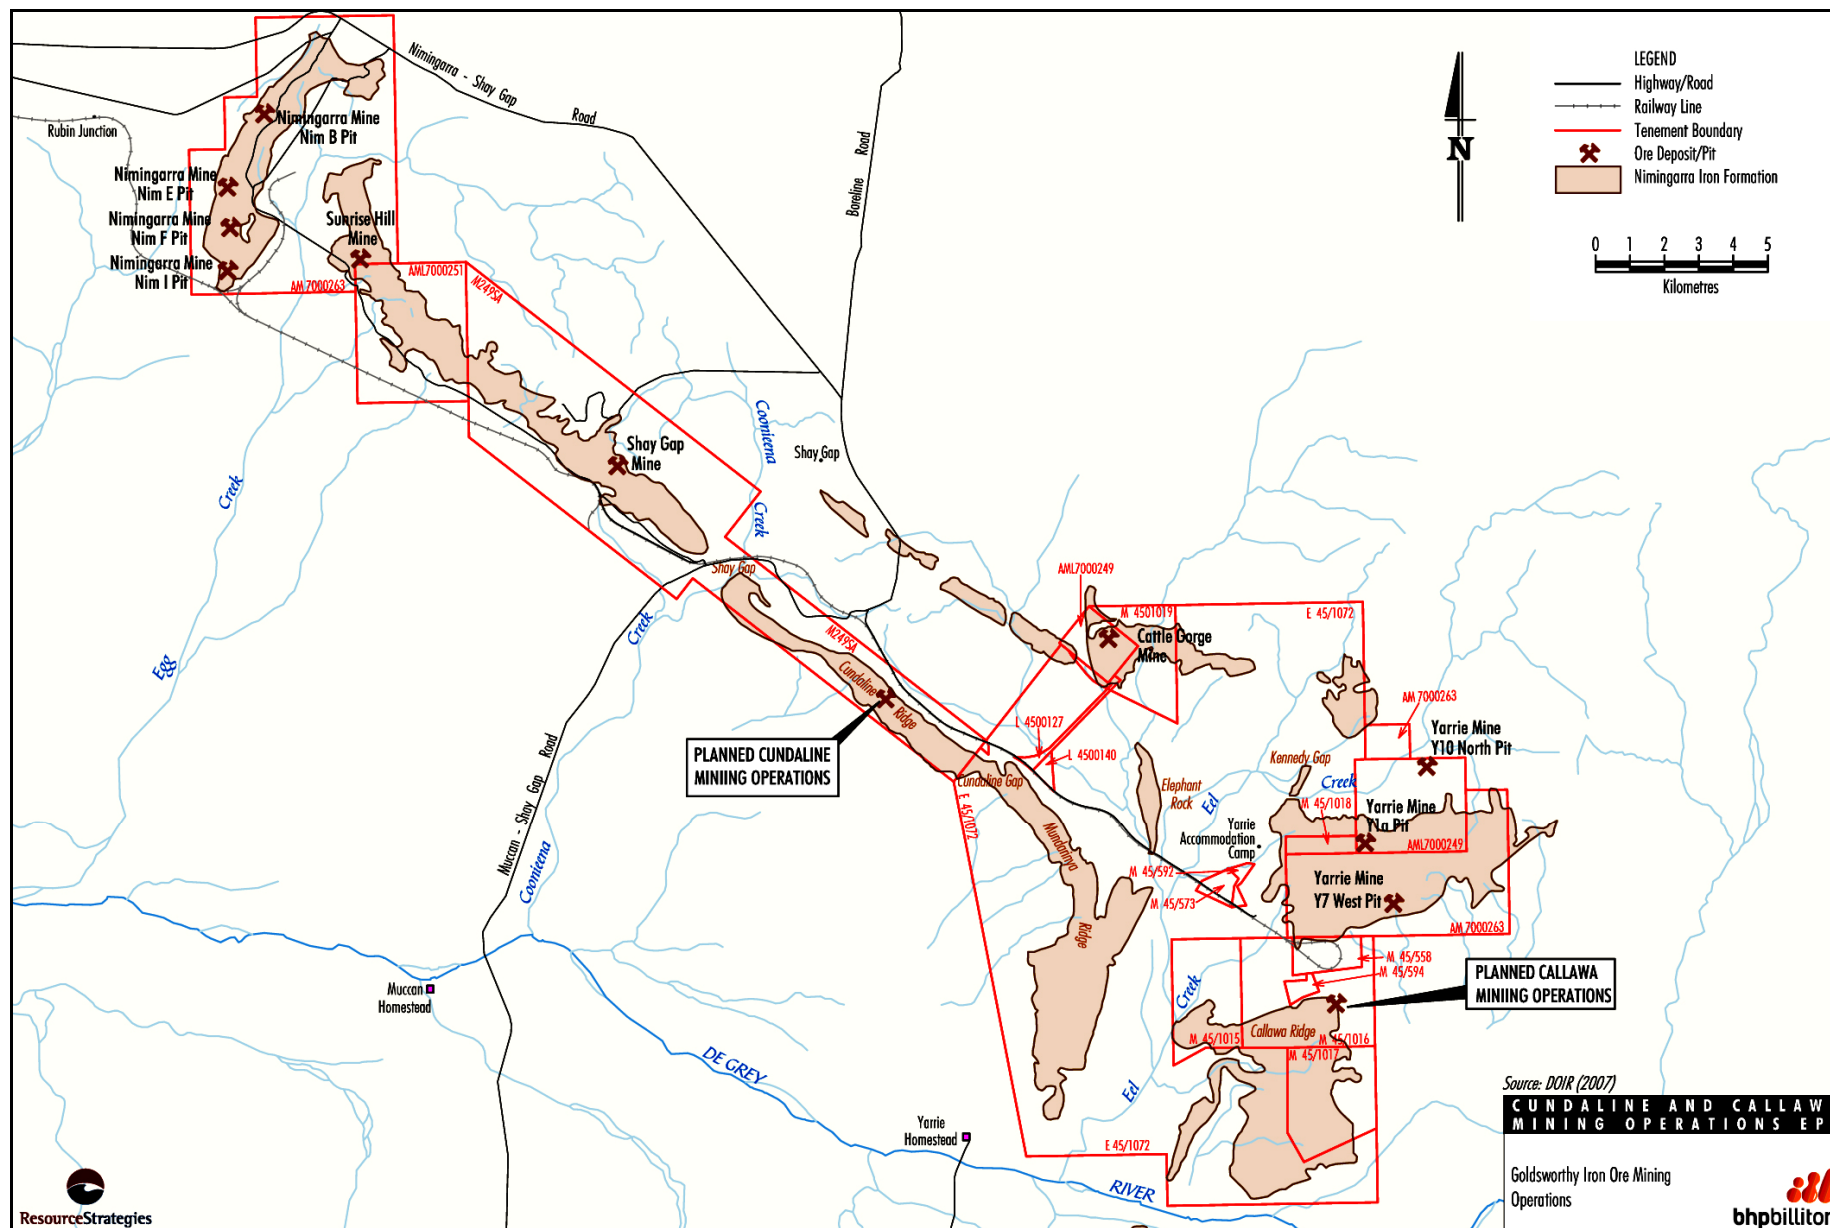 LEGEND
Highway/Road
Railway Line
Tenement Boundary
Ore Deposit/Pit
Nimingarra Iron Formation
N
0 1 2 3 4 5
Kilometres
Nimingarra - Shay Gap Road
Boreline Road
Rubin Junction
Nimingarra Mine
Nim B Pit
Nimingarra Mine
Nim E Pit
Nimingarra Mine
Nim F Pit
Nimingarra Mine
Nim I Pit
Sunrise Hill
Mine
AM 7000263
AML7000251
M249SA
Shay Gap
Mine
Coonieena
Creek
Shay Gap
Egg
Creek
Shay Gap
Creek
M249SA
Cundaline
Ridge
PLANNED CUNDALINE
MINIING OPERATIONS
AML7000249
M 4501019
E 45/1072
Cattle Gorge
Mine
L 4500127
L 4500140
Cundaline Gap
E 45/1072
Elephant
Rock
Eel
Creek
Kennedy Gap
AM 7000263
Yarrie Mine
Y10 North Pit
M 45/1018
Yarrie Mine
Y1a Pit
AML7000249
Yarrie
Accommodation
Camp
M 45/592
M 45/573
Yarrie Mine
Y7 West Pit
AM 7000263
Mundarinya
Ridge
Muccan - Shay Gap Road
Coonieena
Muccan
Homestead
DE GREY
RIVER
Yarrie
Homestead
M 45/558
M 45/594
PLANNED CALLAWA
MINIING OPERATIONS
Creek
Eel
Callawa Ridge
M 45/1015
M 45/1016
M 45/1017
E 45/1072
Source: DOIR (2007)
CUNDALINE AND CALLAW
MINING OPERATIONS EP
Goldsworthy Iron Ore Mining
Operations
bhpbilliton
ResourceStrategies